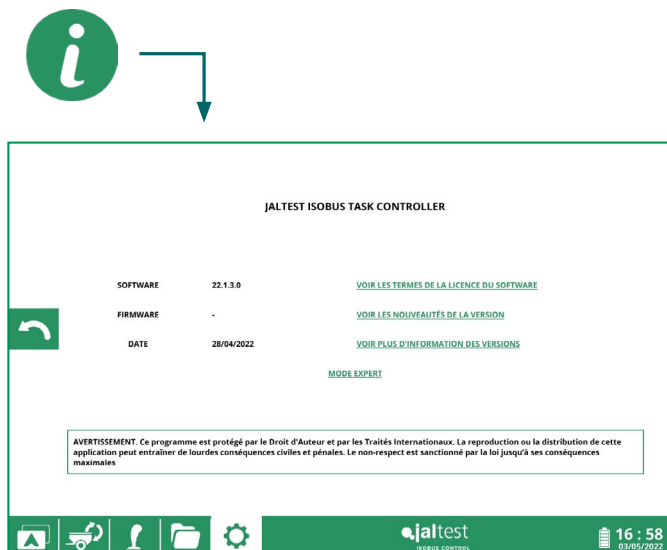 i
JALTEST ISOBUS TASK CONTROLLER
SOFTWARE 22.1.3.0 VOIR LES TERMES DE LA LICENCE DU SOFTWARE
FIRMWARE - VOIR LES NOUVEAUTÉS DE LA VERSION
DATE 28/04/2022 VOIR PLUS D'INFORMATION DES VERSIONS
MODE EXPERT
AVERTISSEMENT. Ce programme est protégé par le Droit d'Auteur et par les Traités Internationaux. La reproduction ou la distribution de cette
application peut entraîner de lourdes conséquences civiles et pénales. Le non-respect est sanctionné par la loi jusqu'à ses conséquences
maximales
jaltest
ISOBUS CONTROL
16 : 58
03/05/2022